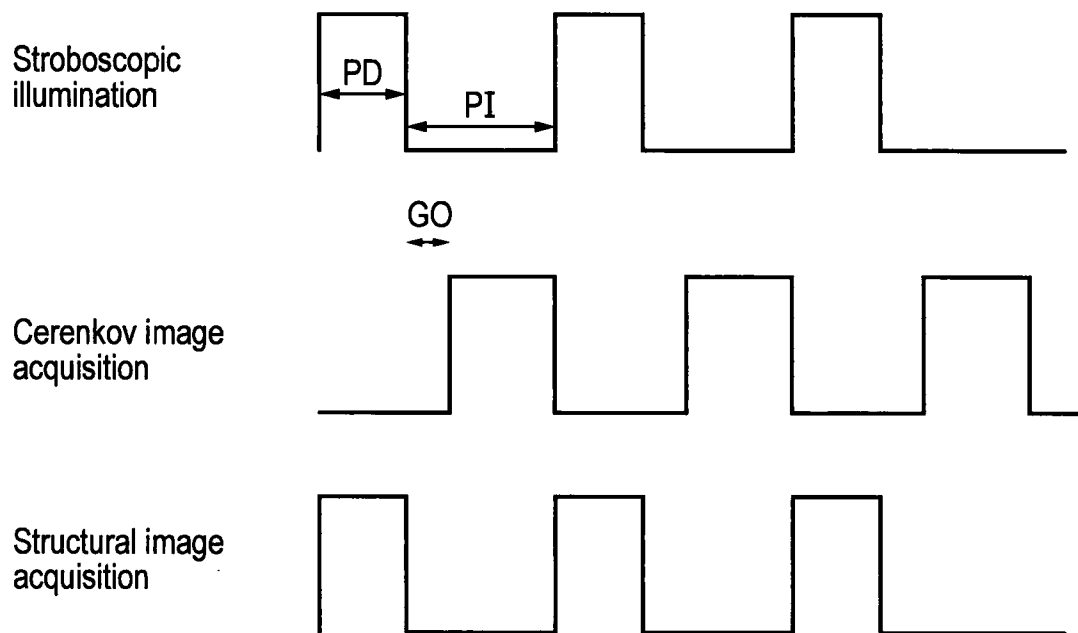 Stroboscopic
illumination
PD
PI
GO
Cerenkov image
acquisition
Structural image
acquisition